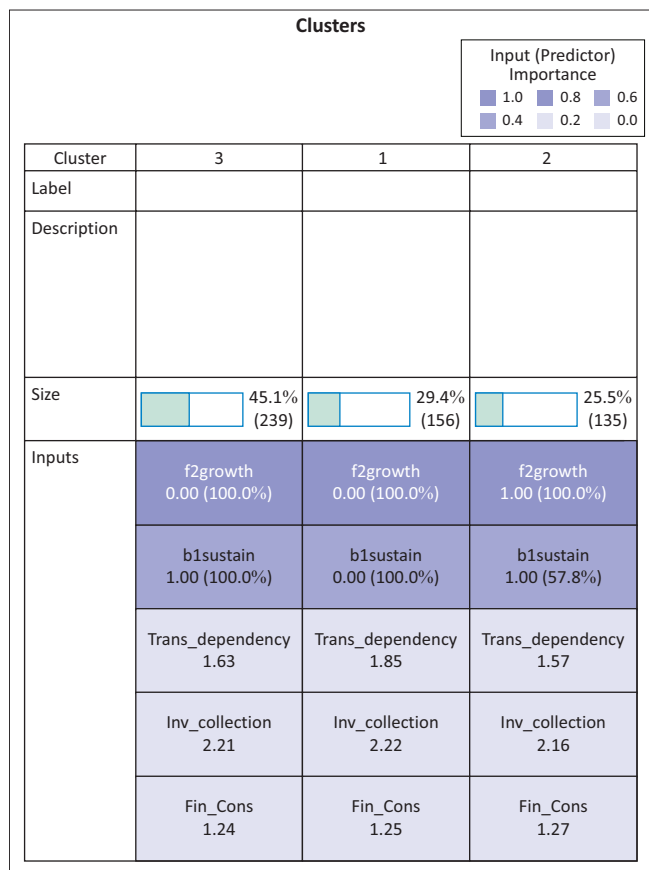 Clusters
Input (Predictor)
Importance
1.0 0.8 0.6
0.4 0.2 0.0
Cluster 3 1 2
Label
Description
Size 45.1% 29.4% 25.5%
(239) (156) (135)
Inputs f2growth f2growth f2growth
0.00 (100.0%) 0.00 (100.0%) 1.00 (100.0%)
b1sustain b1sustain b1sustain
1.00 (100.0%) 0.00 (100.0%) 1.00 (57.8%)
Trans_dependency Trans_dependency Trans_dependency
1.63 1.85 1.57
Inv_collection Inv_collection Inv_collection
2.21 2.22 2.16
Fin_Cons Fin_Cons Fin_Cons
1.24 1.25 1.27